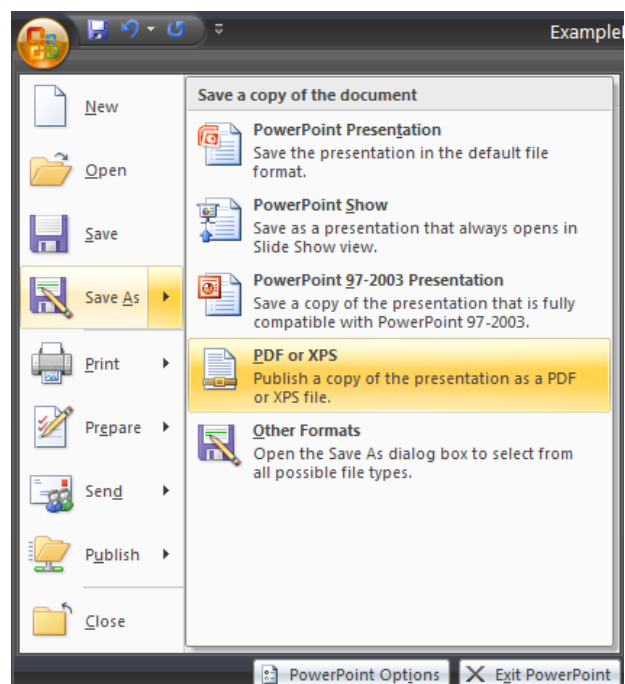 Example
New
Open
Save
Save As
Print
Prepare
Send
Publish
Close
Save a copy of the document
PowerPoint Presentation
Save the presentation in the default file
format.
PowerPoint Show
Save as a presentation that always opens in
Slide Show view.
PowerPoint 97-2003 Presentation
Save a copy of the presentation that is fully
compatible with PowerPoint 97-2003.
PDF or XPS
Publish a copy of the presentation as a PDF
or XPS file.
Other Formats
Open the Save As dialog box to select from
all possible file types.
PowerPoint Options
Exit PowerPoint